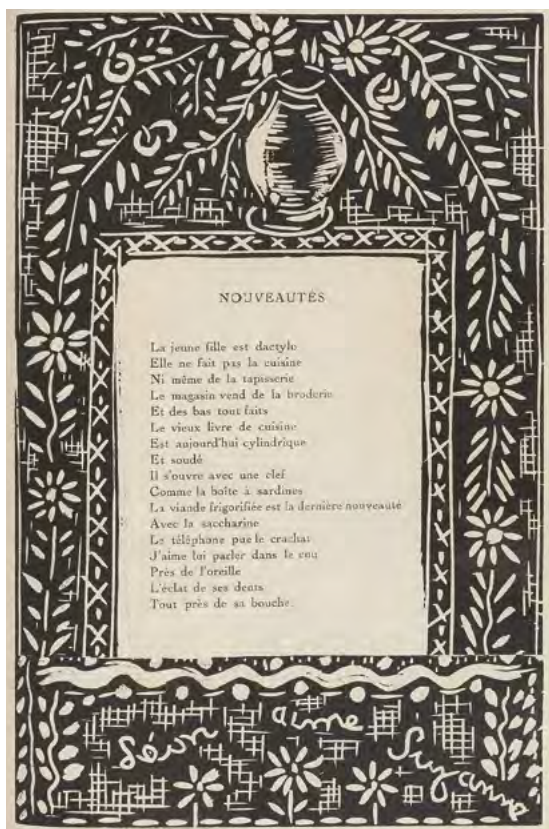 NOUVEAUTÉS
La jeune fille est dactylo
Elle ne fait pas la cuisine
Ni même de la tapisserie
Le magasin vend de la broderie
Et des bas tout faits
Le vieux livre de cuisine
Est aujourd'hui cylindrique
Et soudé
Il s'ouvre avec une clef
Comme la boîte à sardines
La viande frigorifiée est la dernière nouveauté
Avec la saccharine
Le téléphone pue le crachat
J'aime lui parler dans le cou
Près de l'oreille
L'éclat de ses dents
Tout près de sa bouche.
Léon aime Suzanne